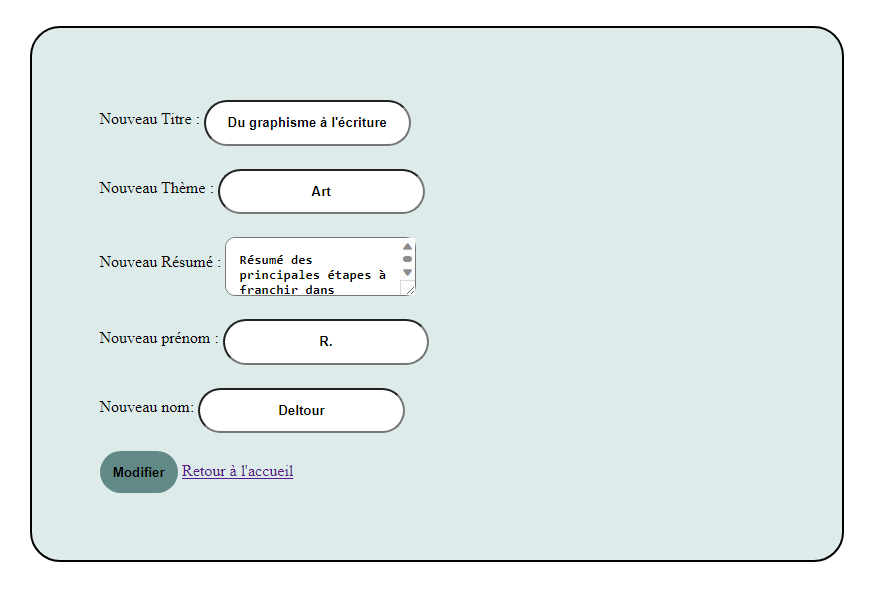 Nouveau Titre : Du graphisme à l'écriture
Nouveau Thème : Art
Nouveau Résumé : Résumé des
principales étapes à
franchir dans
Nouveau prénom : R.
Nouveau nom: Deltour
Modifier Retour à l'accueil